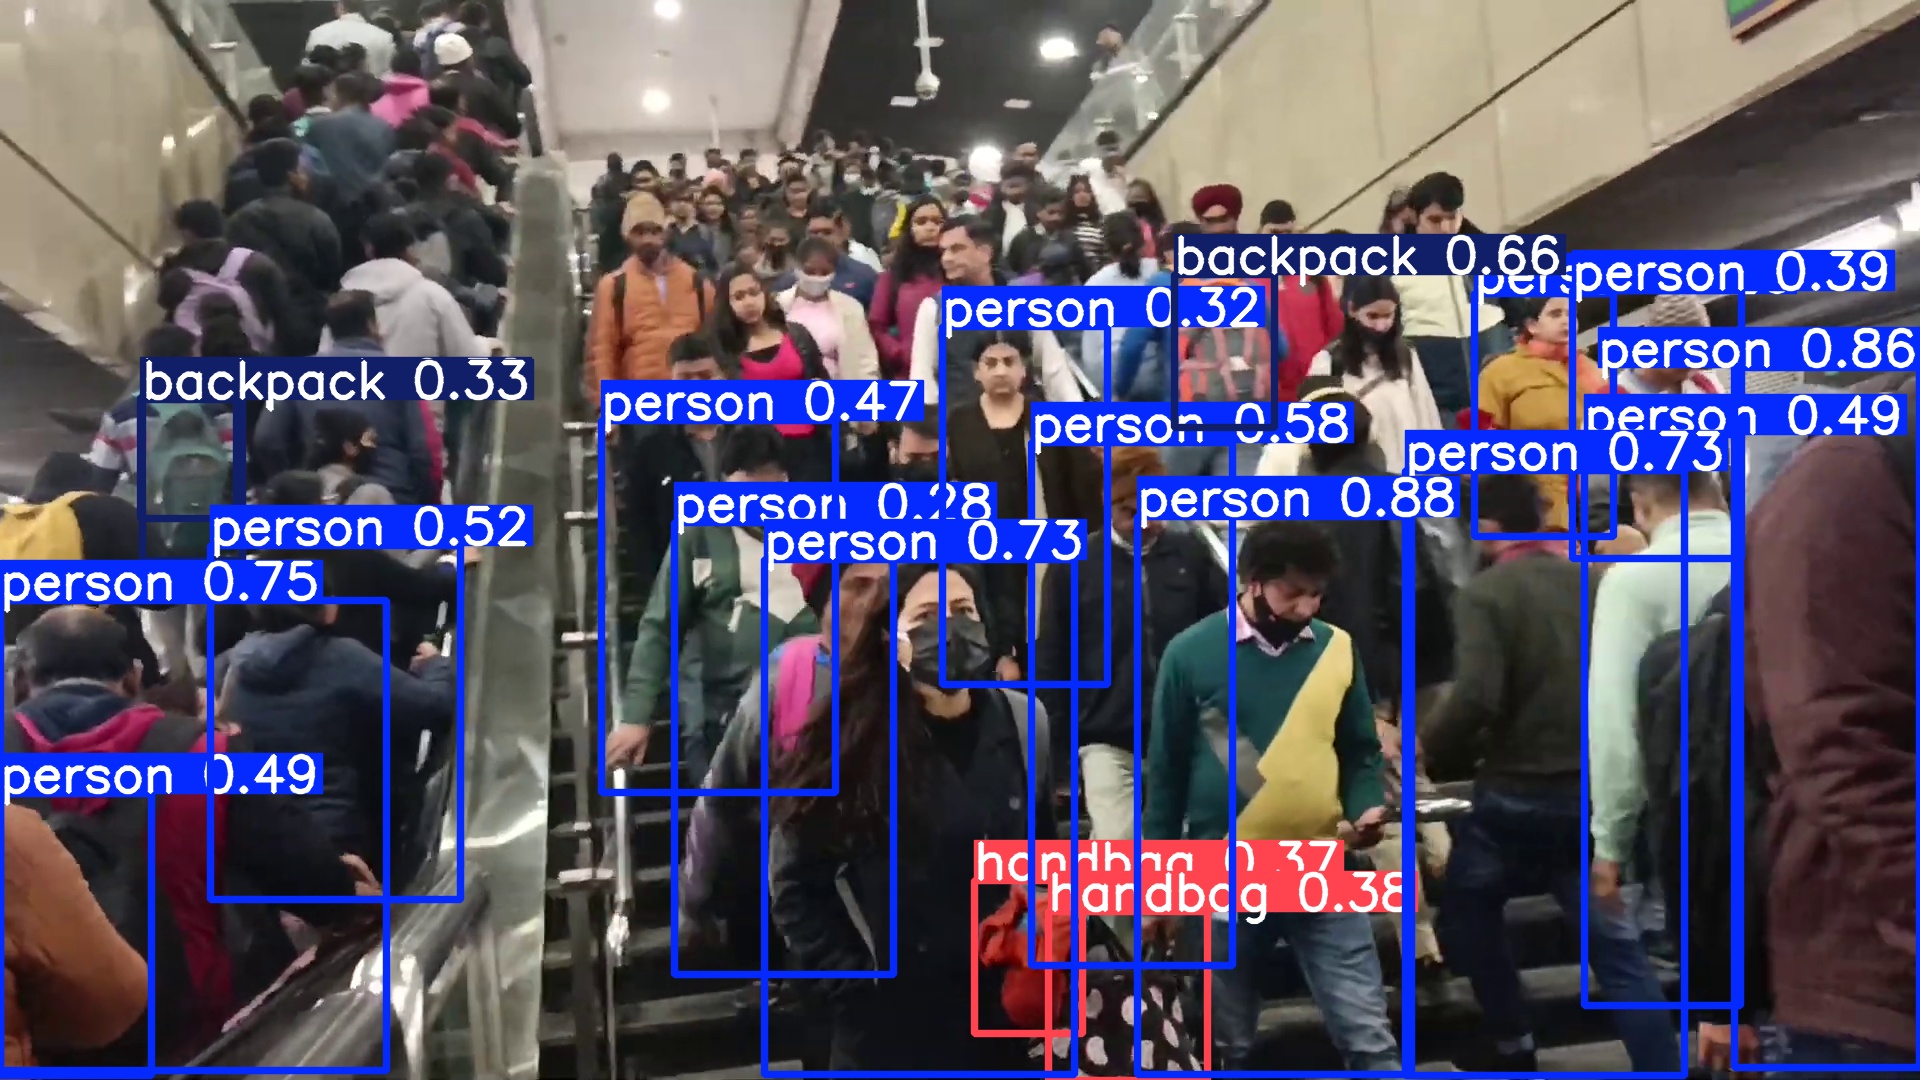 backpack 0.66
pers
person 0.39
person 0.32
person 0.86
backpack 0.33
person 0.47
person 0.58
person 0.49
person 0.73
person 0.28
person 0.88
person 0.52
person 0.73
person 0.75
person 0.49
handbag 0.37
handbag 0.38